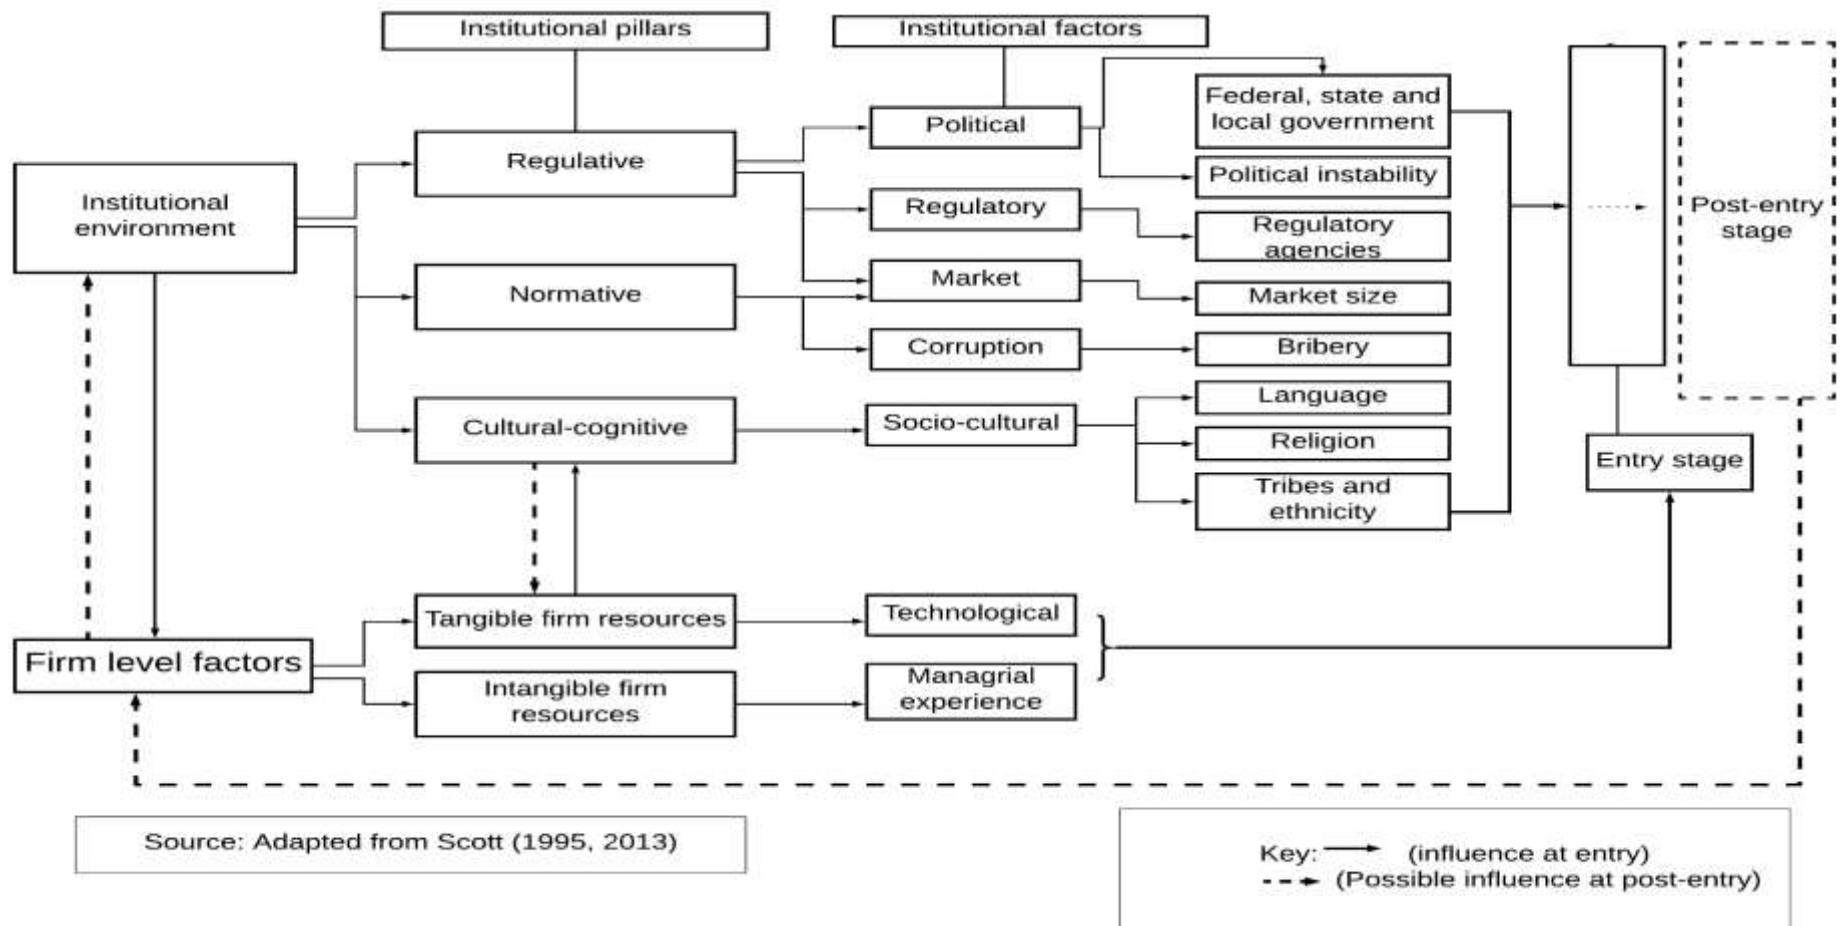 Institutional pillars
Institutional factors
Federal, state and
local government
Political
Regulative
Political instability
Institutional
environment
Regulatory
Regulatory
agencies
Post-entry
stage
Market
Normative
Market size
Corruption
Bribery
Language
Cultural-cognitive
Socio-cultural
Religion
Entry stage
Tribes and
ethnicity
Tangible firm resources
Technological
Firm level factors
Intangible firm
resources
Managrial
experience
Source: Adapted from Scott (1995, 2013)
Key: (influence at entry)
(Possible influence at post-entry)